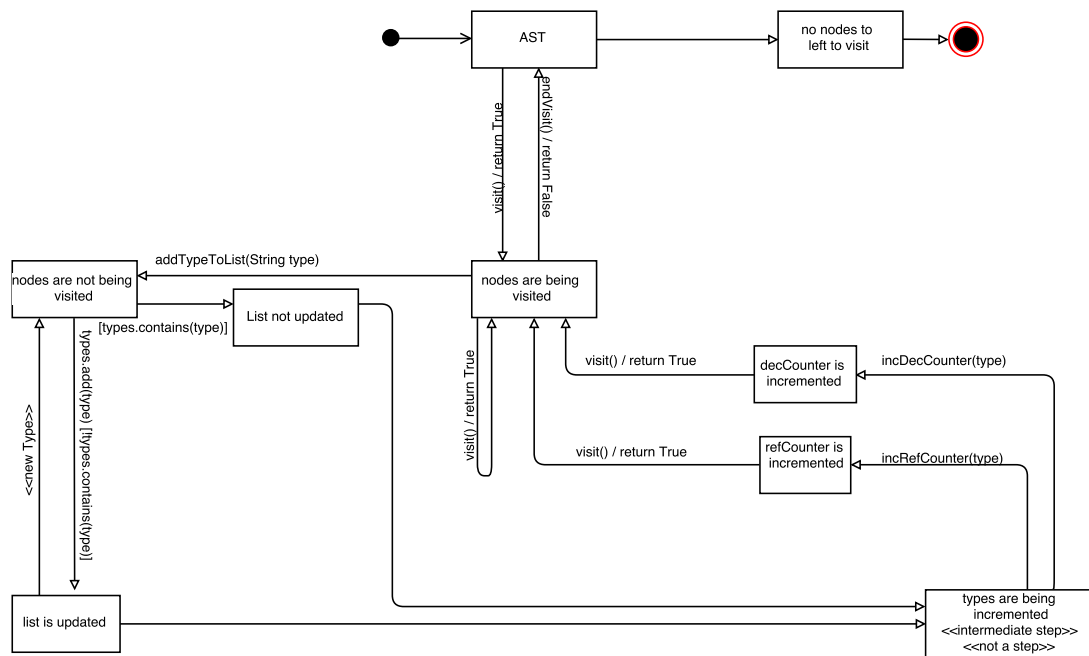 AST
no nodes to
left to visit
visit() / return True
endVisit() / return False
addTypeToList(String type)
nodes are not being
visited
nodes are being
visited
List not updated
[types.contains(type)]
types.add(type) [!types.contains(type)]
<<new Type>>
visit() / return True
visit() / return True
decCounter is
incremented
incDecCounter(type)
visit() / return True
refCounter is
incremented
incRefCounter(type)
list is updated
types are being
incremented
<<intermediate step>>
<<not a step>>